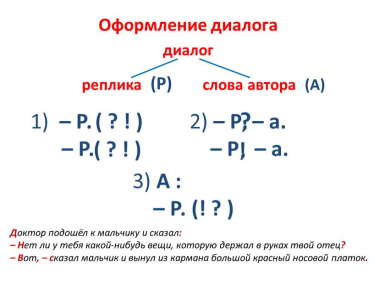 Оформление диалога
диалог
реплика (Р) слова автора (А)
1) – Р. ( ? ! ) 2) – Р, – а.
– Р.( ? ! ) – Р, – а.
3) А :
– Р. (! ? )
Доктор подошёл к мальчику и сказал:
– Нет ли у тебя какой-нибудь вещи, которую держал в руках твой отец?
– Вот, – сказал мальчик и вынул из кармана большой красный носовой платок.